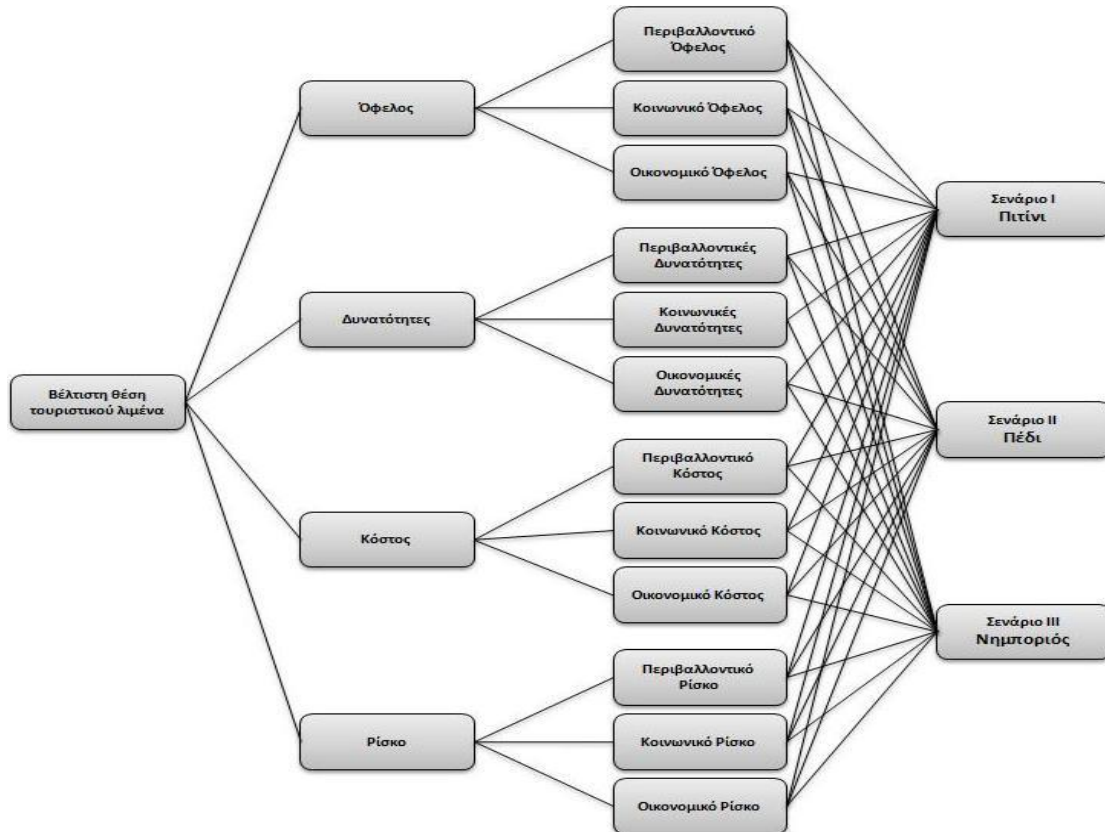 Βέλτιστη θέση
τουριστικού λιμένα
Όφελος
Δυνατότητες
Κόστος
Ρίσκο
Περιβαλλοντικό
Όφελος
Κοινωνικό Όφελος
Οικονομικό Όφελος
Περιβαλλοντικές
Δυνατότητες
Κοινωνικές
Δυνατότητες
Οικονομικές
Δυνατότητες
Περιβαλλοντικό
Κόστος
Κοινωνικό Κόστος
Οικονομικό Κόστος
Περιβαλλοντικό
Ρίσκο
Κοινωνικό Ρίσκο
Οικονομικό Ρίσκο
Σενάριο Ι
Πιτίνι
Σενάριο ΙΙ
Πέδι
Σενάριο ΙΙΙ
Νημποριός